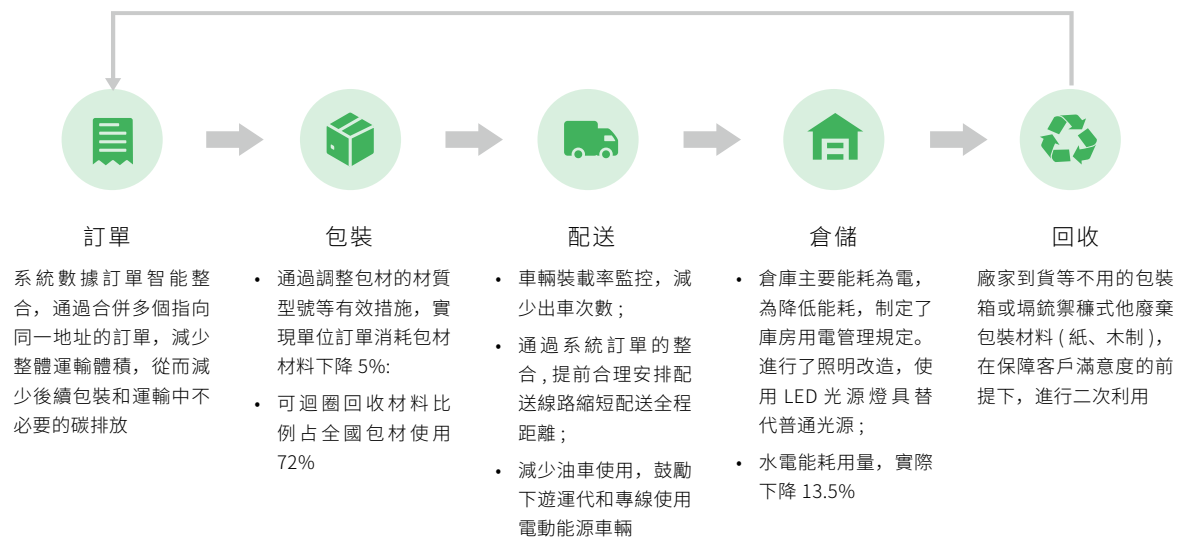 訂單
系統數據訂單智能整
合，通過合併多個指向
同一地址的訂單，減少
整體運輸體積，從而減
少後續包裝和運輸中不
必要的碳排放
包裝
• 通過調整包材的材質
型號等有效措施，實
現單位訂單消耗包材
材料下降 5%:
• 可迴圈回收材料比
例占全國包材使用
72%
配送
• 車輛裝載率監控，減
少出車次數 ;
• 通過系統訂單的整
合 , 提前合理安排配
送線路縮短配送全程
距離 ;
• 減少油車使用，鼓勵
下遊運代和專線使用
電動能源車輛
倉儲
• 倉庫主要能耗為電，
為降低能耗，制定了
庫房用電管理規定。
進行了照明改造，使
用 LED 光源燈具替
代普通光源 ;
• 水電能耗用量，實際
下降 13.5%
回收
廠家到貨等不用的包裝
箱或塥銃禦穮式他廢棄
包裝材料 ( 紙、木制 )，
在保障客戶滿意度的前
提下，進行二次利用